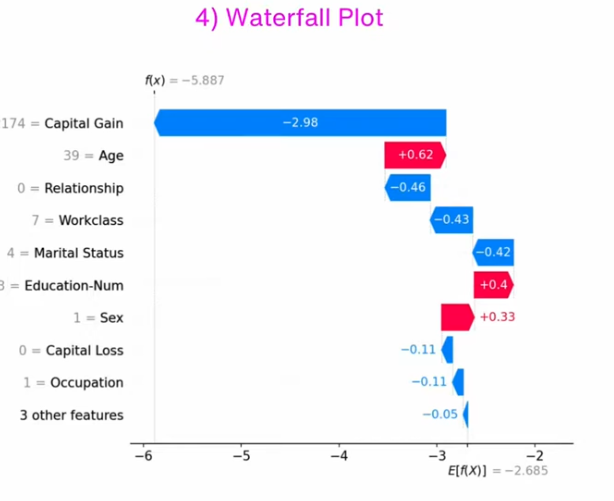 4) Waterfall Plot
f(x) = −5.887
174 = Capital Gain
−2.98
39 = Age
+0.62
0 = Relationship
−0.46
7 = Workclass
−0.43
4 = Marital Status
−0.42
3 = Education-Num
+0.4
1 = Sex
+0.33
0 = Capital Loss
−0.11
1 = Occupation
−0.11
3 other features
−0.05
−6 −5 −4 −3 −2
E[f(X)] = −2.685